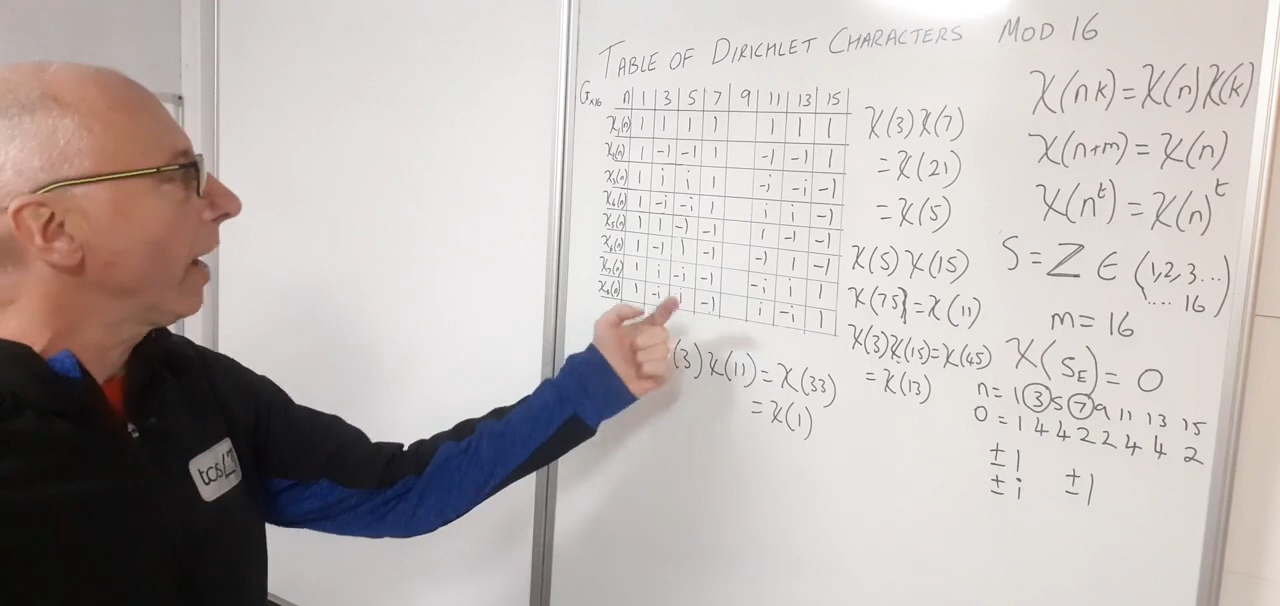 TABLE OF DIRICHLET CHARACTERS MOD 16
G×16 n 1 3 5 7 9 11 13 15
χ₁(n) 1 1 1 1 1 1 1
χ₂(n) 1 -1 -1 1 -1 -1 1
χ₃(n) 1 i i 1 -i -i -1
χ₄(n) 1 -i -i 1 i i -1
χ₅(n) 1 1 -1 -1 1 -1 -1
χ₆(n) 1 -1 1 -1 -1 1 -1
χ₇(n) 1 i -i -1 -i i 1
χ₈(n) 1 -i i -1 i -i 1
(3)χ(11) = χ(33)
= χ(1)
χ(3)χ(7)
= χ(21)
= χ(5)
χ(5)χ(15)
χ(75) = χ(11)
χ(3)χ(15) = χ(45)
= χ(13)
χ(nk) = χ(n)χ(k)
χ(n+m) = χ(n)
χ(nᵗ) = χ(n)ᵗ
S = Z ∈ (1,2,3...
.... 16)
m = 16
χ(S_E) = 0
n = 1 3 5 7 9 11 13 15
O = 1 4 4 2 2 4 4 2
± 1
± i ± 1
tcs